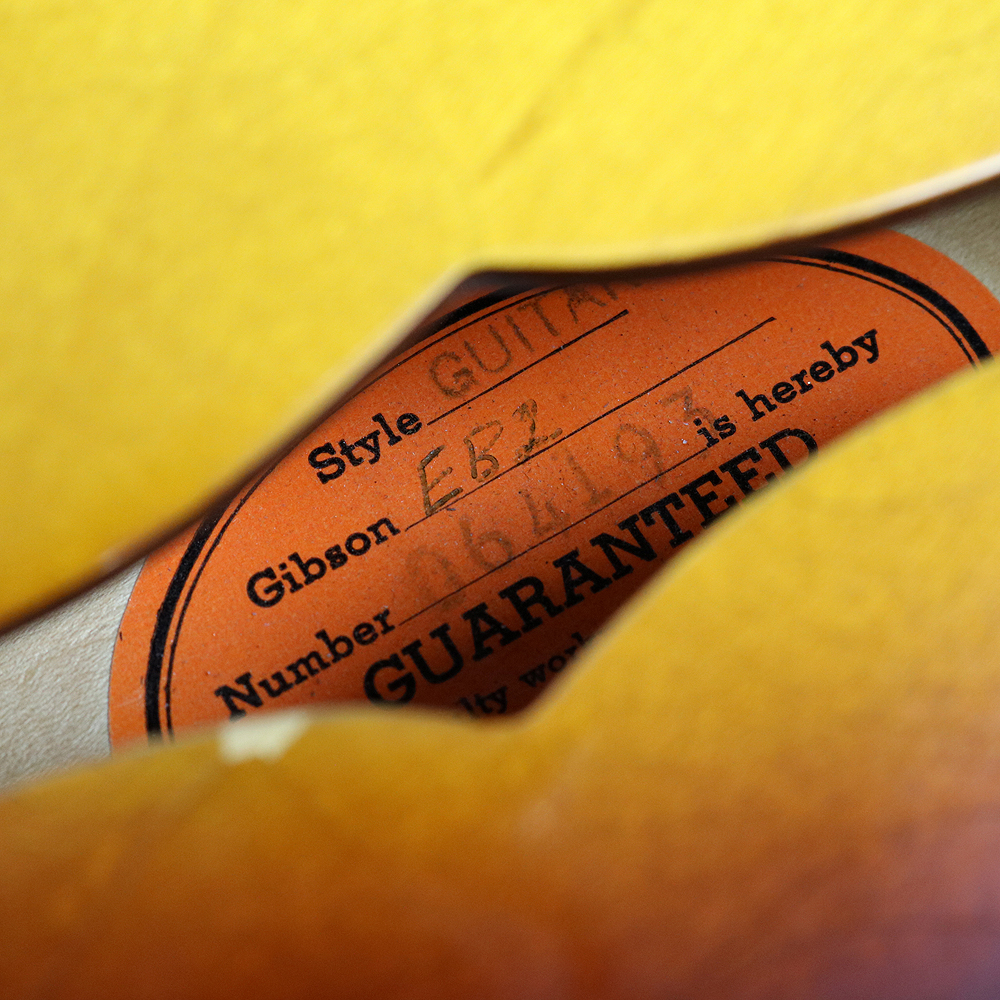 Style GUITAR
Gibson EB2
Number 064193 is hereby
GUARANTEED